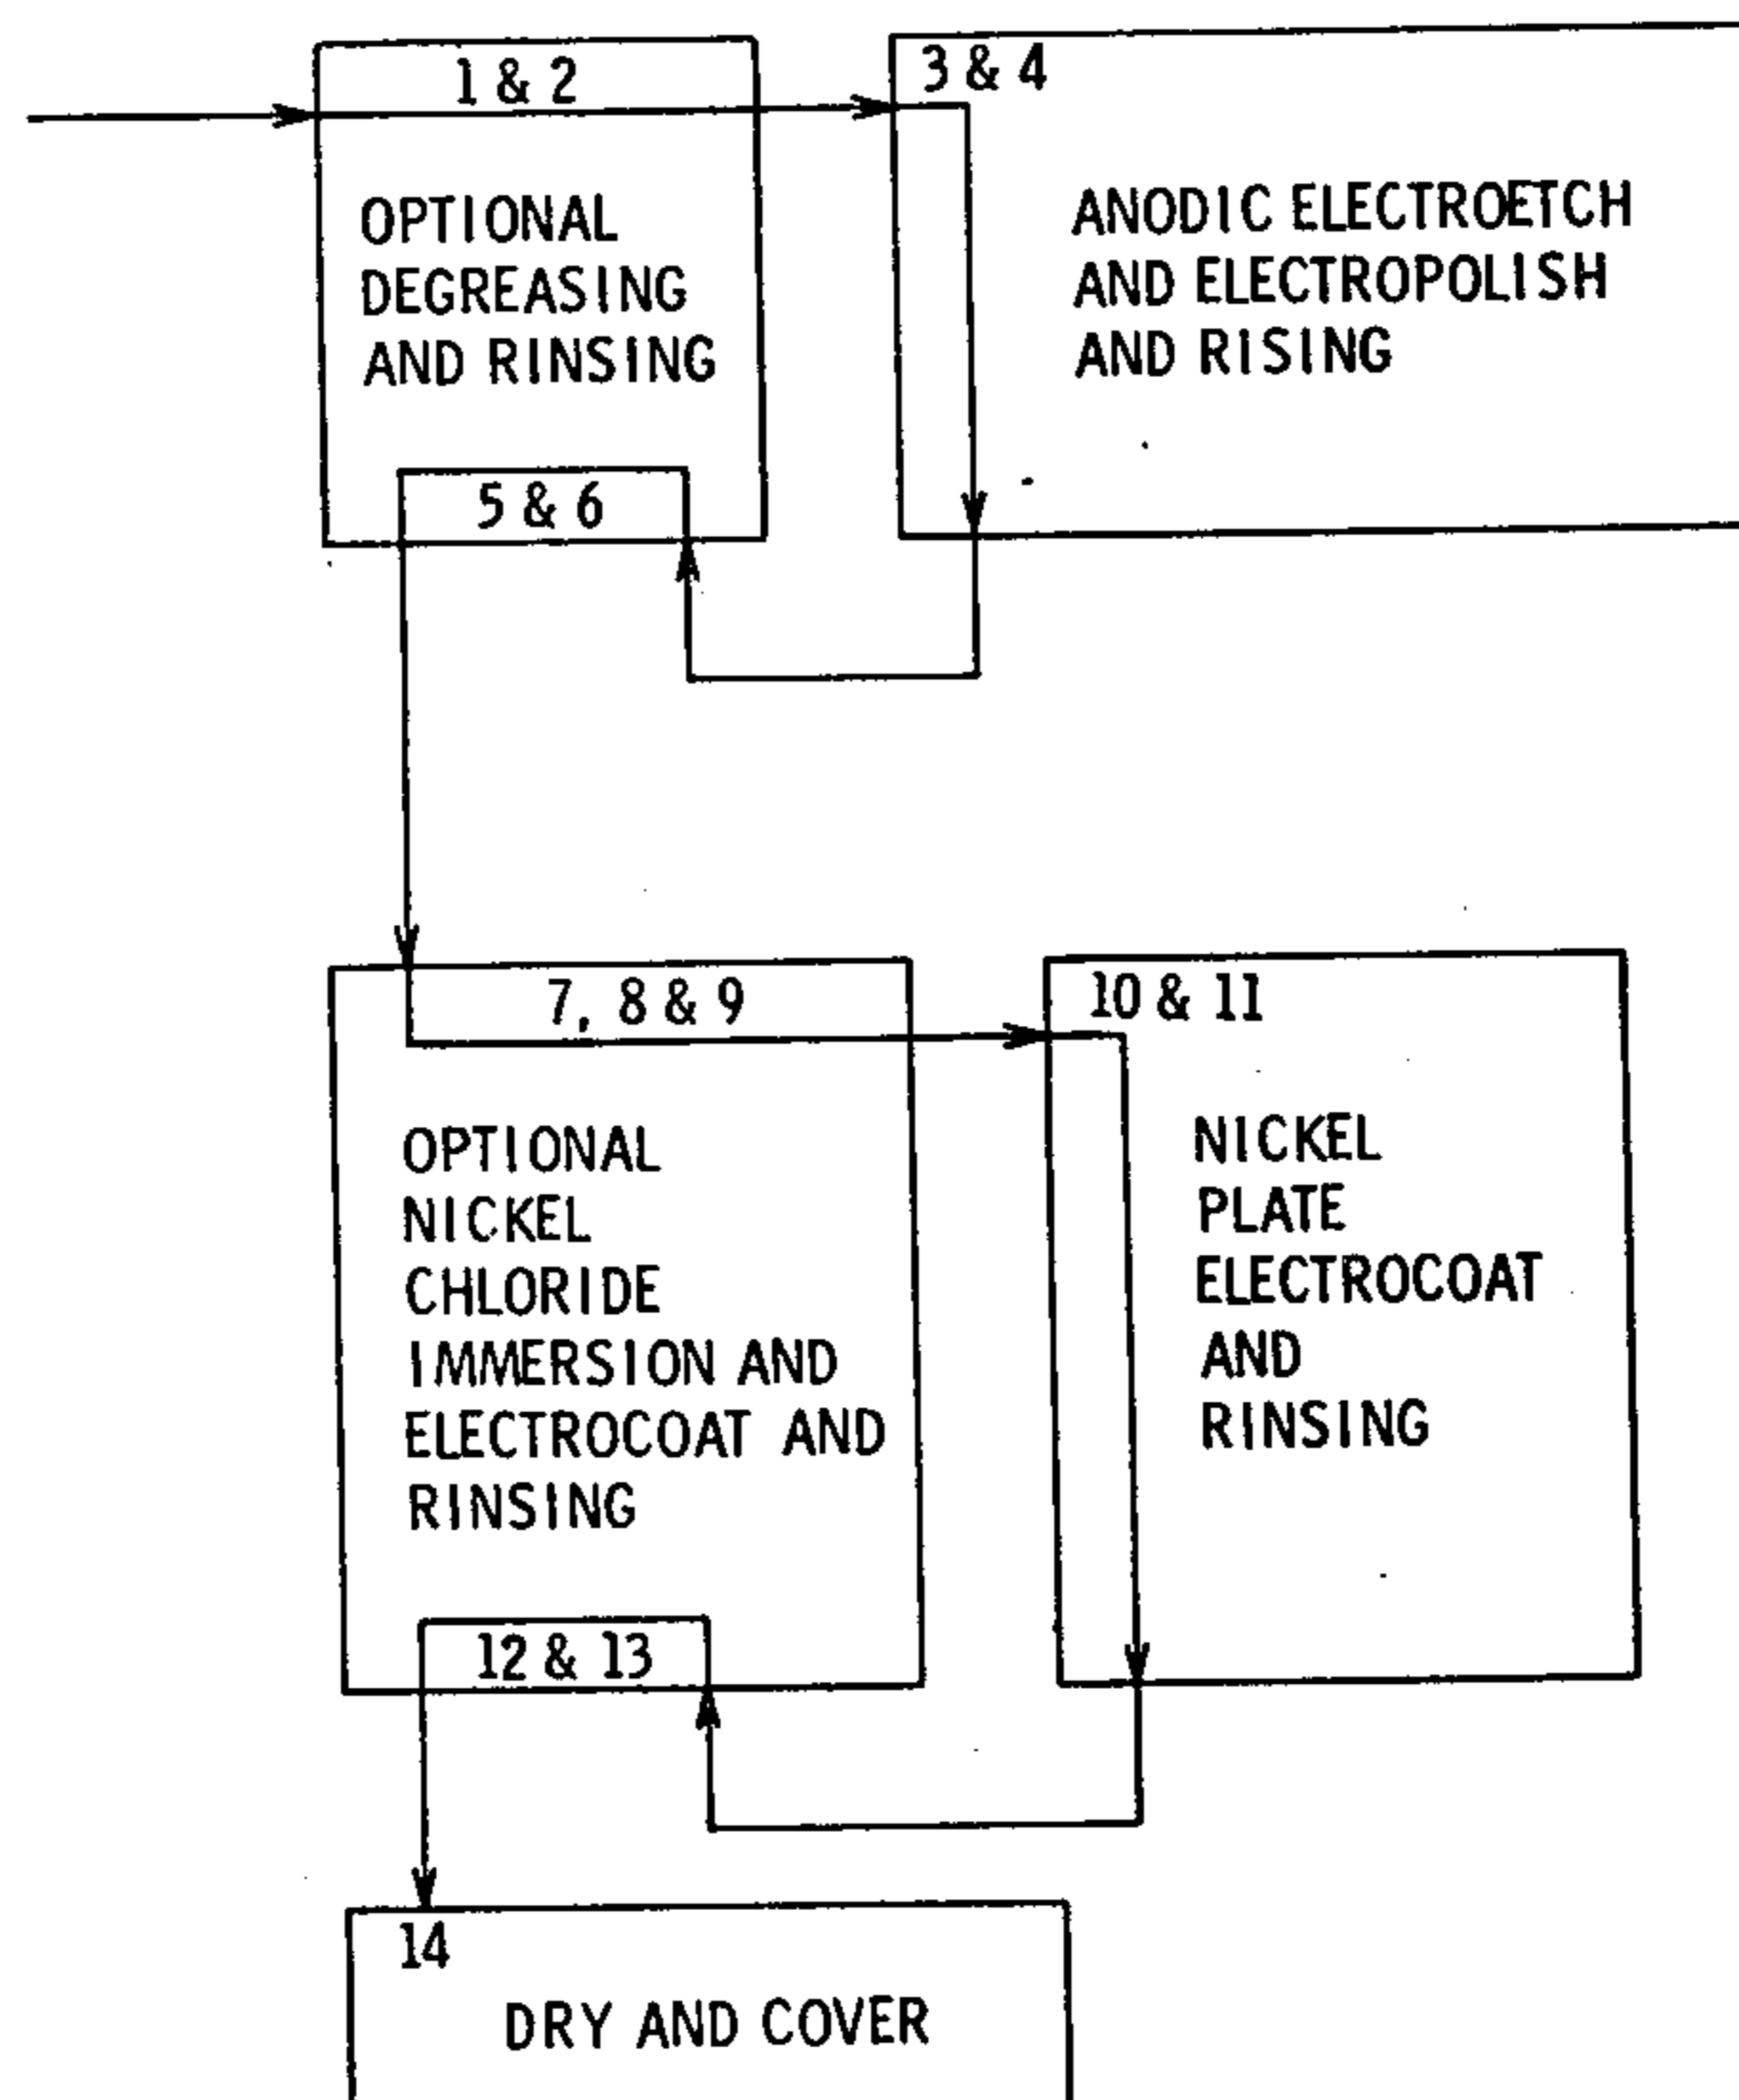 1 & 2
OPTIONAL
DEGREASING
AND RINSING
5 & 6
3 & 4
ANODIC ELECTROETCH
AND ELECTROPOLISH
AND RISING
7, 8 & 9
OPTIONAL
NICKEL
CHLORIDE
IMMERSION AND
ELECTROCOAT AND
RINSING
12 & 13
10 & 11
NICKEL
PLATE
ELECTROCOAT
AND
RINSING
14
DRY AND COVER